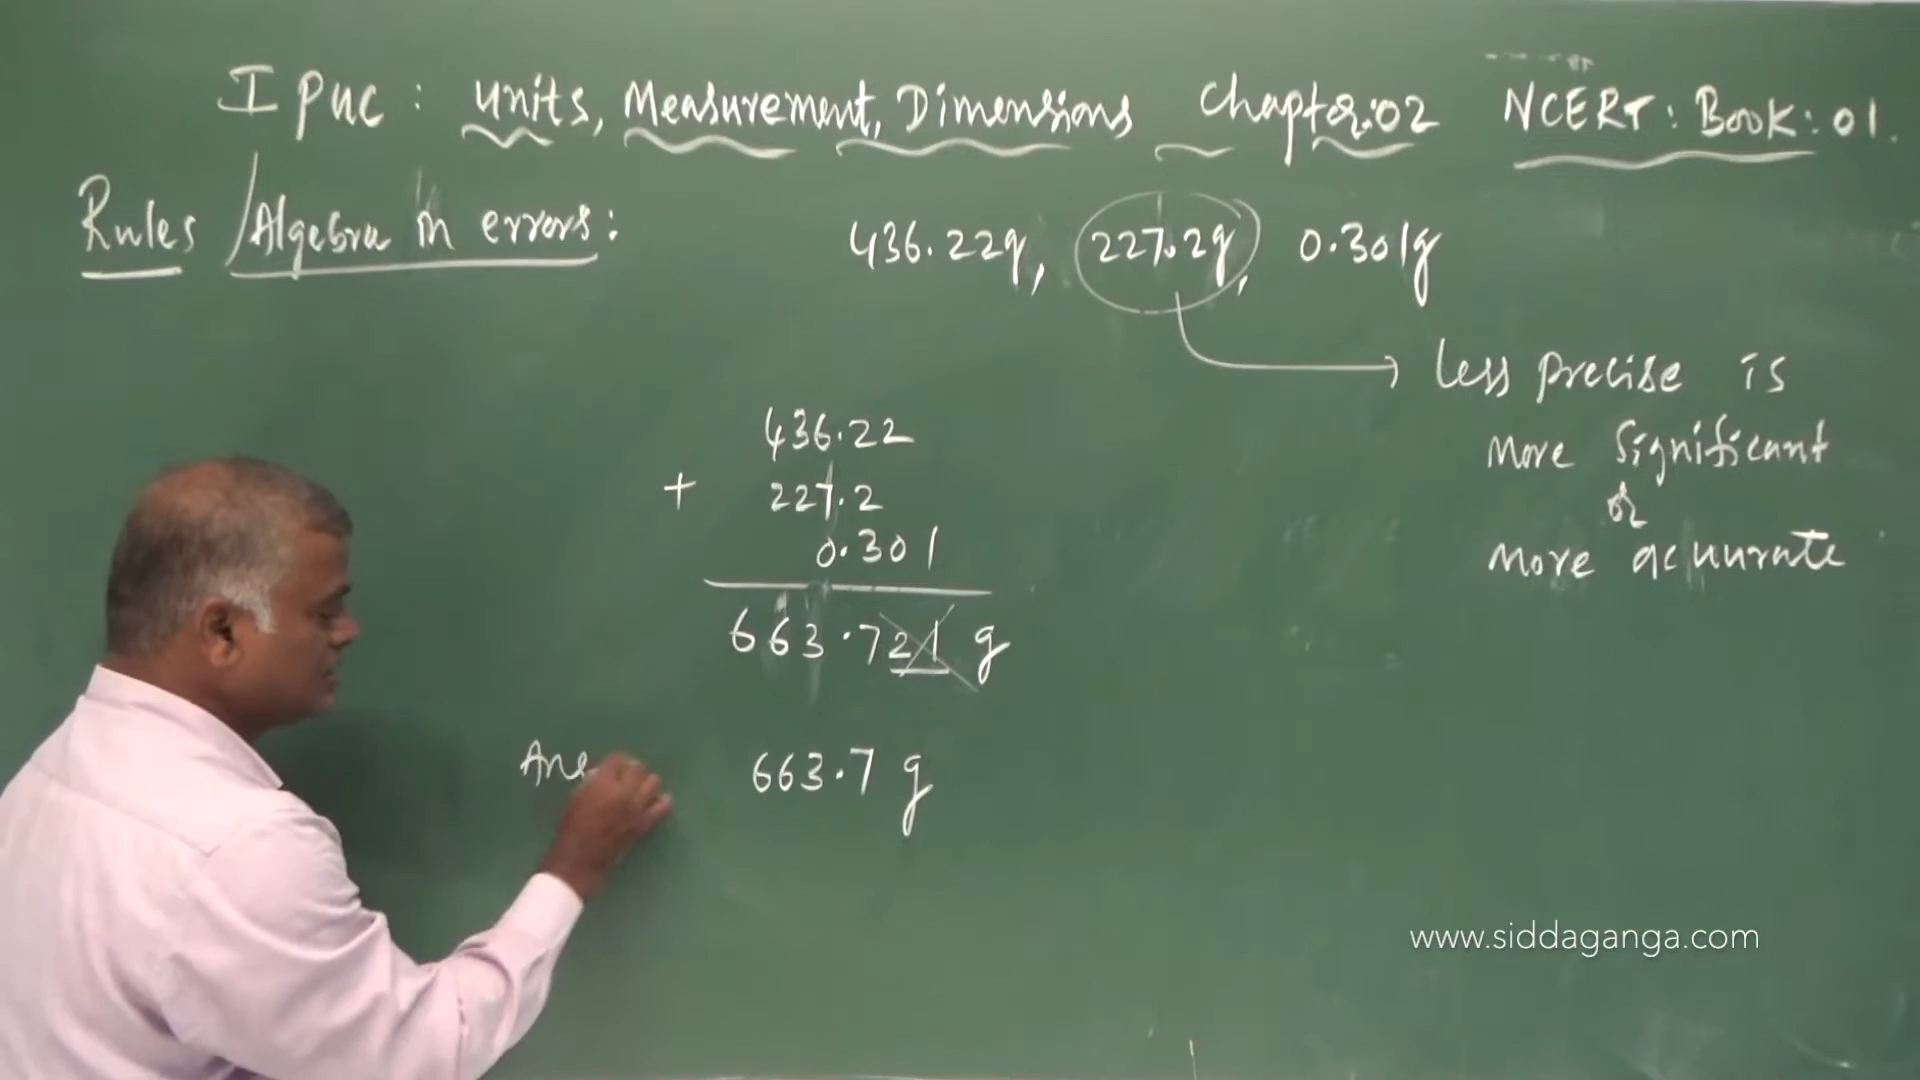 I PUC : Units, Measurement, Dimensions Chapter:02 NCERT: Book: 01.
Rules /Algebra in errors:
436.22g, 227.2g, 0.301g
less precise is
more significant
or
more accurate
436.22
+ 227.2
0.301
663.721 g
Ans 663.7 g
www.siddaganga.com